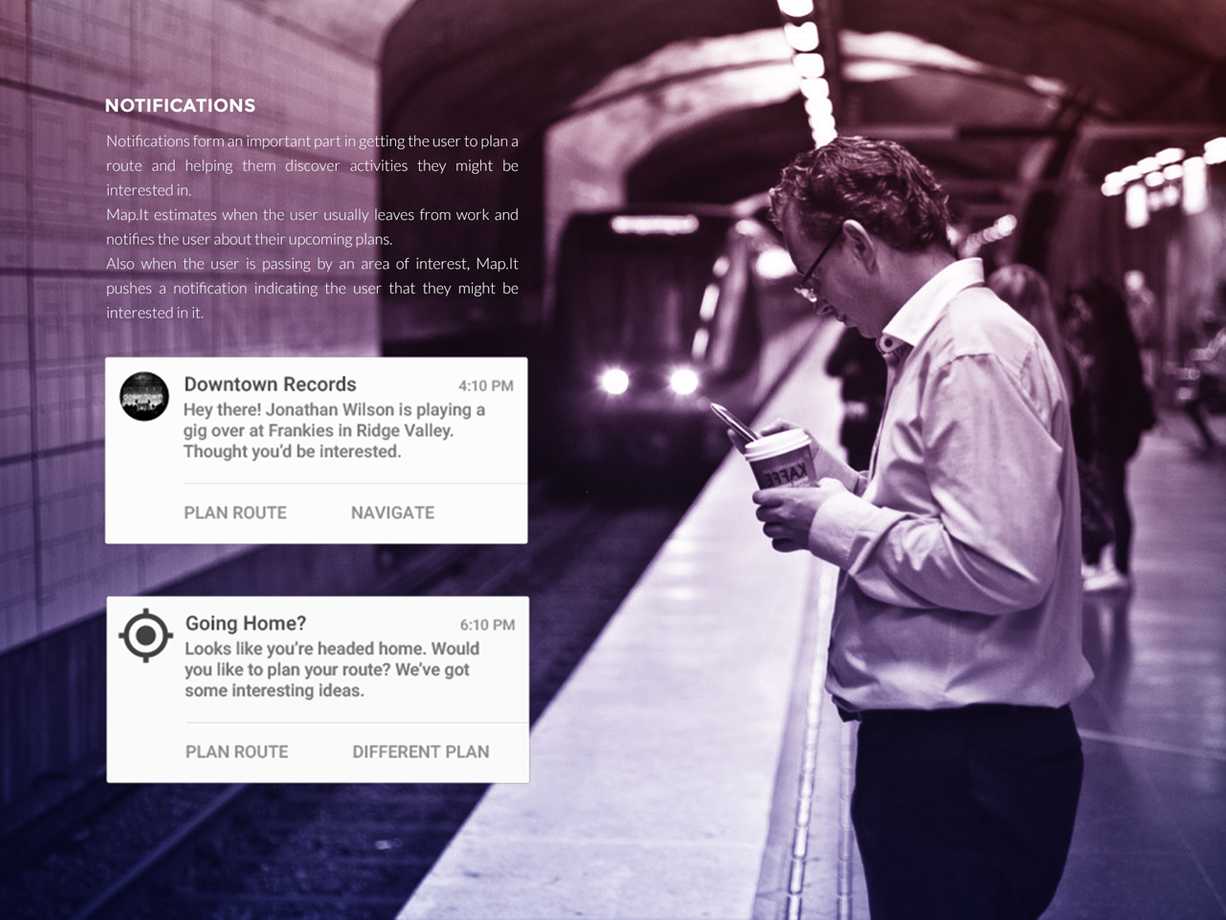 NOTIFICATIONS
Notifications form an important part in getting the user to plan a
route and helping them discover activities they might be
interested in.
Map.It estimates when the user usually leaves from work and
notifies the user about their upcoming plans.
Also when the user is passing by an area of interest, Map.It
pushes a notification indicating the user that they might be
interested in it.
Downtown Records
4:10 PM
Hey there! Jonathan Wilson is playing a
gig over at Frankies in Ridge Valley.
Thought you'd be interested.
PLAN ROUTE
NAVIGATE
Going Home?
6:10 PM
Looks like you're headed home. Would
you like to plan your route? We've got
some interesting ideas.
PLAN ROUTE
DIFFERENT PLAN
KAFFE